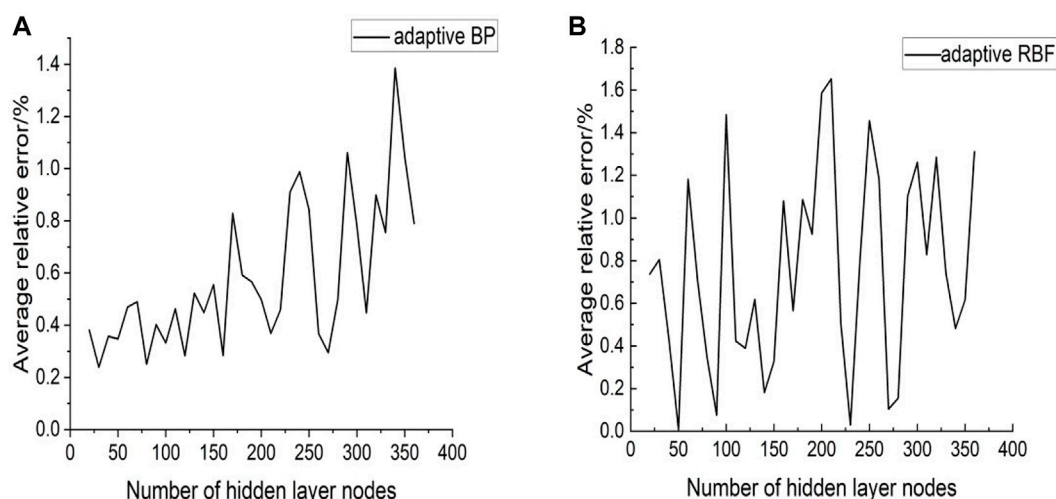 A
adaptive BP
Average relative error/%
1.4
1.2
1.0
0.8
0.6
0.4
0.2
0.0
0 50 100 150 200 250 300 350 400
Number of hidden layer nodes
B
adaptive RBF
Average relative error/%
1.8
1.6
1.4
1.2
1.0
0.8
0.6
0.4
0.2
0.0
0 50 100 150 200 250 300 350 400
Number of hidden layer nodes